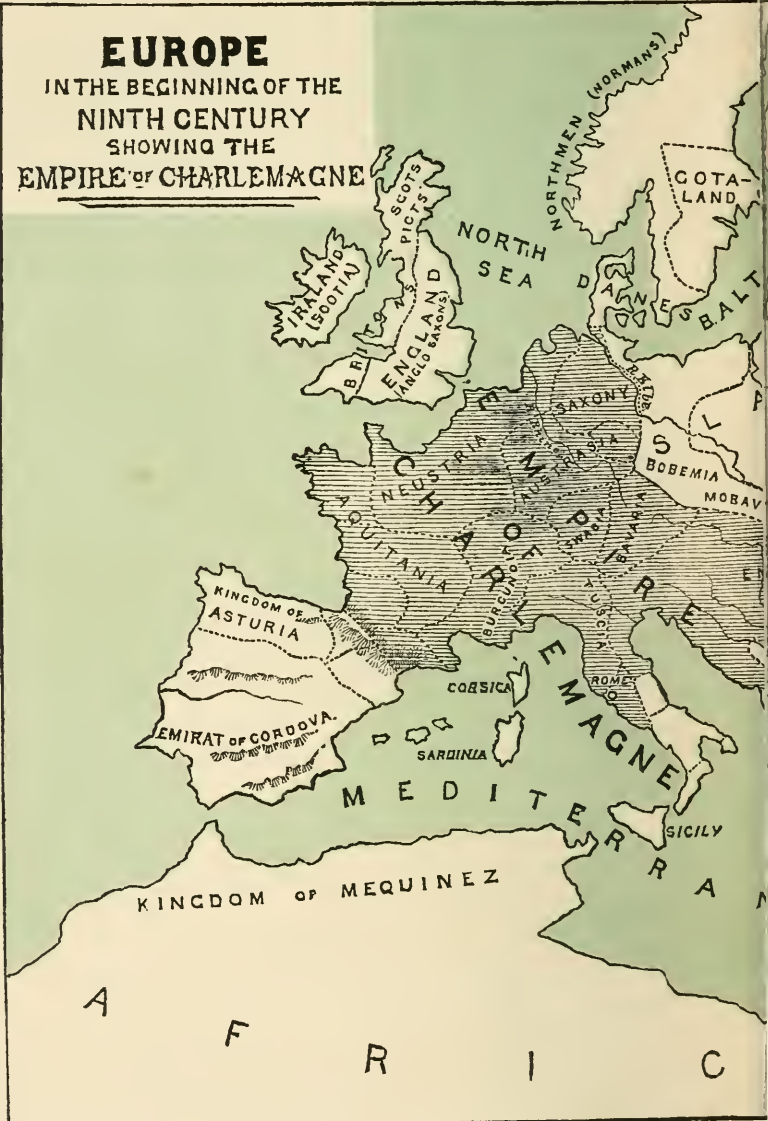 EUROPE
IN THE BEGINNING OF THE
NINTH CENTURY
SHOWING THE
EMPIRE OF CHARLEMAGNE
NORTHMEN (NORMANS)
GOTA-
LAND
SCOTS
PICTS
NORTH
SEA
DANES
BALT
IRALAND
(SCOTIA)
BRITONS
ENGLAND
(ANGLO SAXONS)
SAXONY
EMPIRE
OF
CHARLEMAGNE
NEUSTRIA
AUSTRASIA
AUSTRASIA
SL
BOBEMIA
MOBAV
AQUITANIA
BURGUNDY
SWABIA
BAVARIA
TUSCIA
EN
KINGDOM OF
ASTURIA
ROME
CORSICA
EMIRAT OF CORDOVA.
SARDINIA
MEDITERRAN
SICILY
KINGDOM OF MEQUINEZ
AFRIC